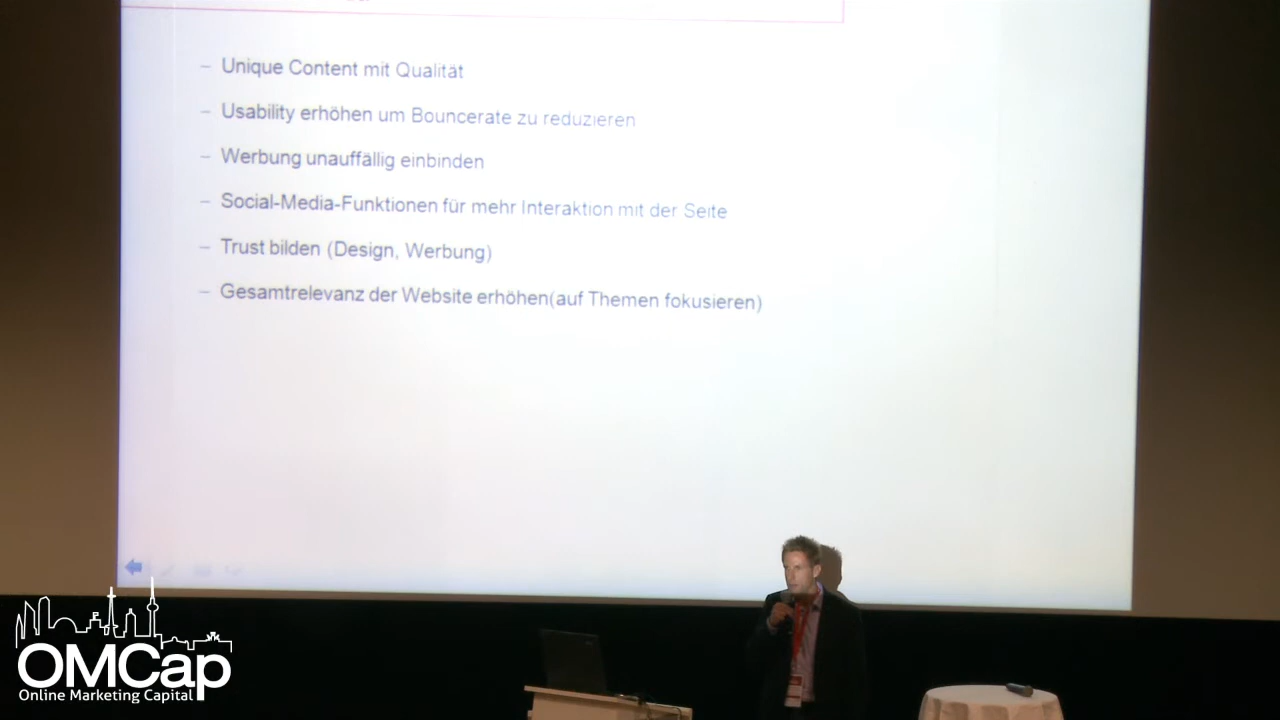 – Unique Content mit Qualität
– Usability erhöhen um Bouncerate zu reduzieren
– Werbung unauffällig einbinden
– Social-Media-Funktionen für mehr Interaktion mit der Seite
– Trust bilden (Design, Werbung)
– Gesamtrelevanz der Website erhöhen(auf Themen fokusieren)
OMCap
Online Marketing Capital